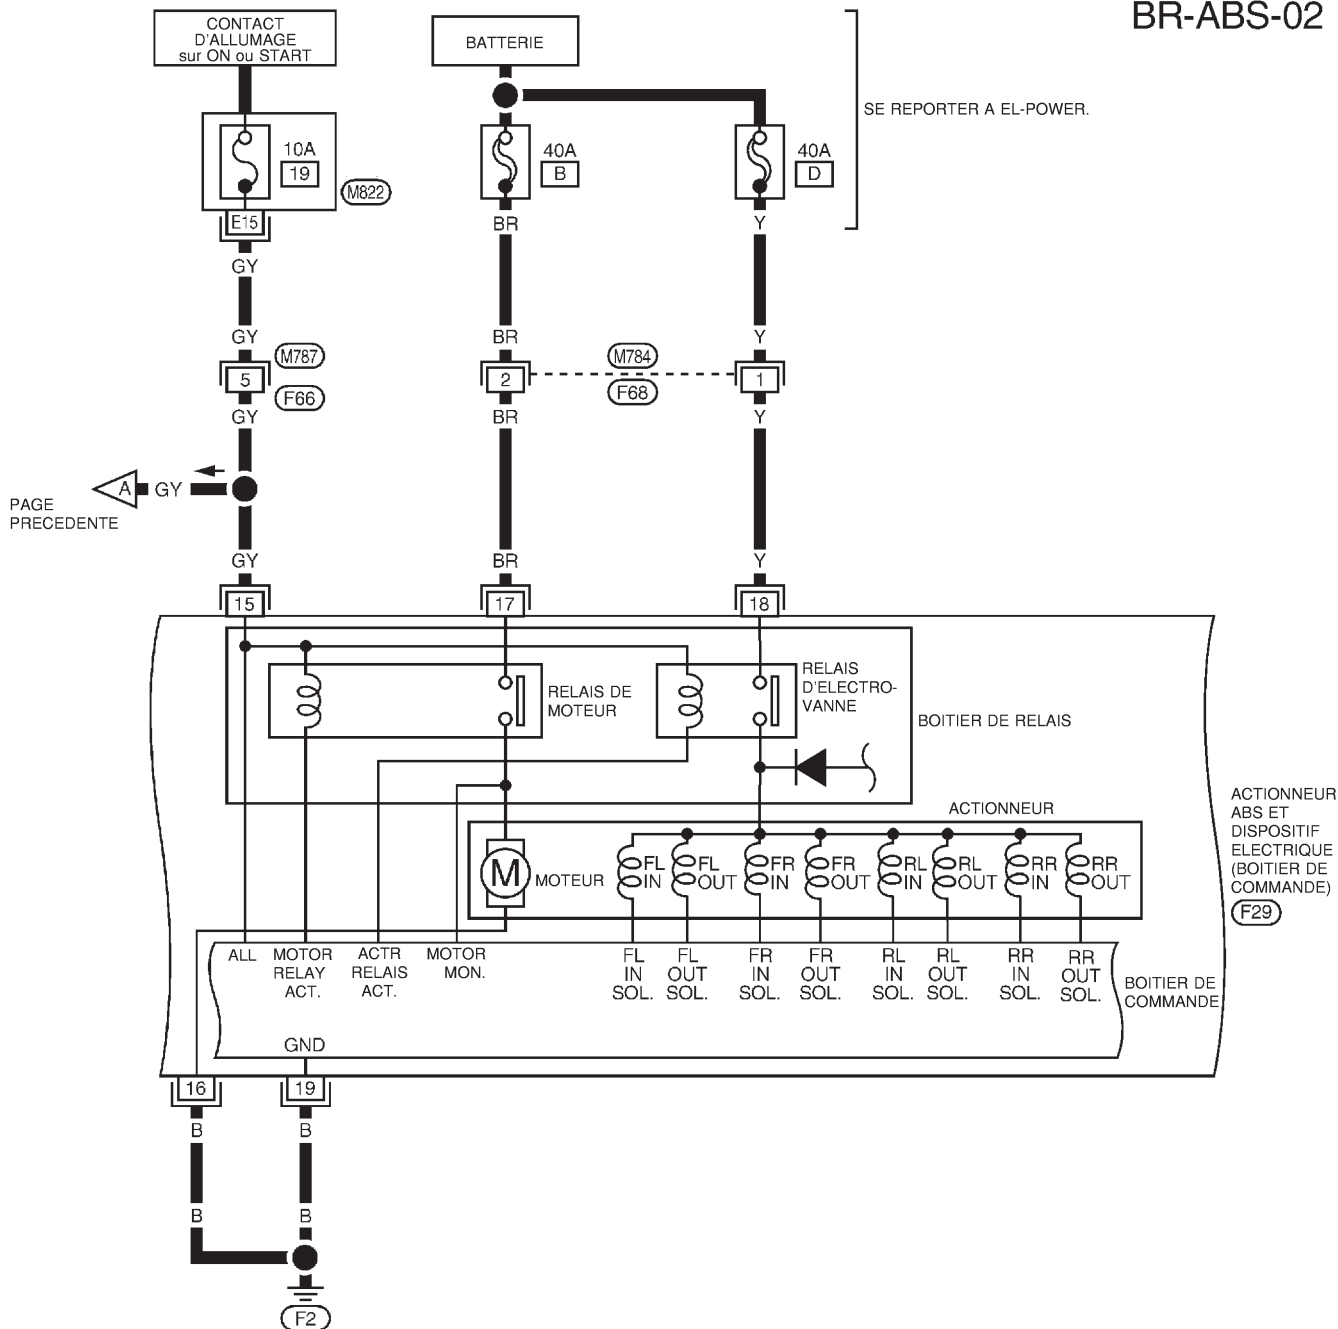 BR-ABS-02
CONTACT
D'ALLUMAGE
sur ON ou START
BATTERIE
SE REPORTER A EL-POWER.
10A
19
M822
40A
B
40A
D
E15
BR
Y
GY
GY
BR
Y
M787
M784
5
2
1
F66
F68
GY
BR
Y
A
GY
PAGE
PRECEDENTE
GY
BR
Y
15
17
18
RELAIS DE
MOTEUR
RELAIS
D'ELECTRO-
VANNE
BOITIER DE RELAIS
ACTIONNEUR
ACTIONNEUR
ABS ET
DISPOSITIF
ELECTRIQUE
(BOITIER DE
COMMANDE)
F29
M
MOTEUR
FL
IN
FL
OUT
FR
IN
FR
OUT
RL
IN
RL
OUT
RR
IN
RR
OUT
ALL
MOTOR
RELAY
ACT.
ACTR
RELAIS
ACT.
MOTOR
MON.
FL
IN
SOL.
FL
OUT
SOL.
FR
IN
SOL.
FR
OUT
SOL.
RL
IN
SOL.
RL
OUT
SOL.
RR
IN
SOL.
RR
OUT
SOL.
BOITIER DE
COMMANDE
GND
16
19
B
B
B
B
F2